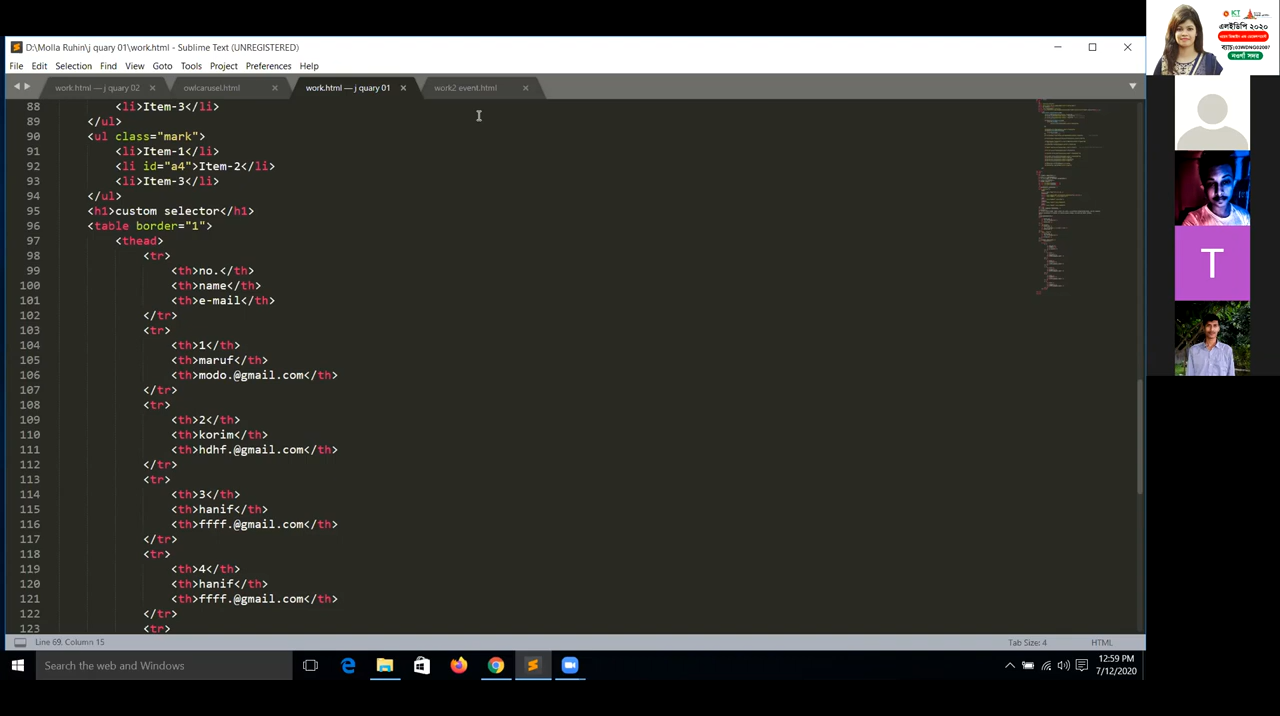 D:\Molla Ruhin\j quary 01\work.html - Sublime Text (UNREGISTERED)
File Edit Selection Find View Goto Tools Project Preferences Help
work.html — j quary 02 owlcarusel.html work.html — j quary 01 work2 event.html
88 <li>Item-3</li>
89 </ul>
90 <ul class="mark">
91 <li>Item-1</li>
92 <li id="a4">Item-2</li>
93 <li>Item-3</li>
94 </ul>
95 <h1>custom selector</h1>
96 <table border="1">
97 <thead>
98 <tr>
99 <th>no.</th>
100 <th>name</th>
101 <th>e-mail</th>
102 </tr>
103 <tr>
104 <th>1</th>
105 <th>maruf</th>
106 <th>modo.@gmail.com</th>
107 </tr>
108 <tr>
109 <th>2</th>
110 <th>korim</th>
111 <th>hdhf.@gmail.com</th>
112 </tr>
113 <tr>
114 <th>3</th>
115 <th>hanif</th>
116 <th>ffff.@gmail.com</th>
117 </tr>
118 <tr>
119 <th>4</th>
120 <th>hanif</th>
121 <th>ffff.@gmail.com</th>
122 </tr>
123 <tr>
Line 69, Column 15 Tab Size: 4 HTML
Search the web and Windows
12:59 PM
7/12/2020
এলইডিপি ২০২০
ব্যাচ:03WDNG02087
নওগাঁ সদর
T